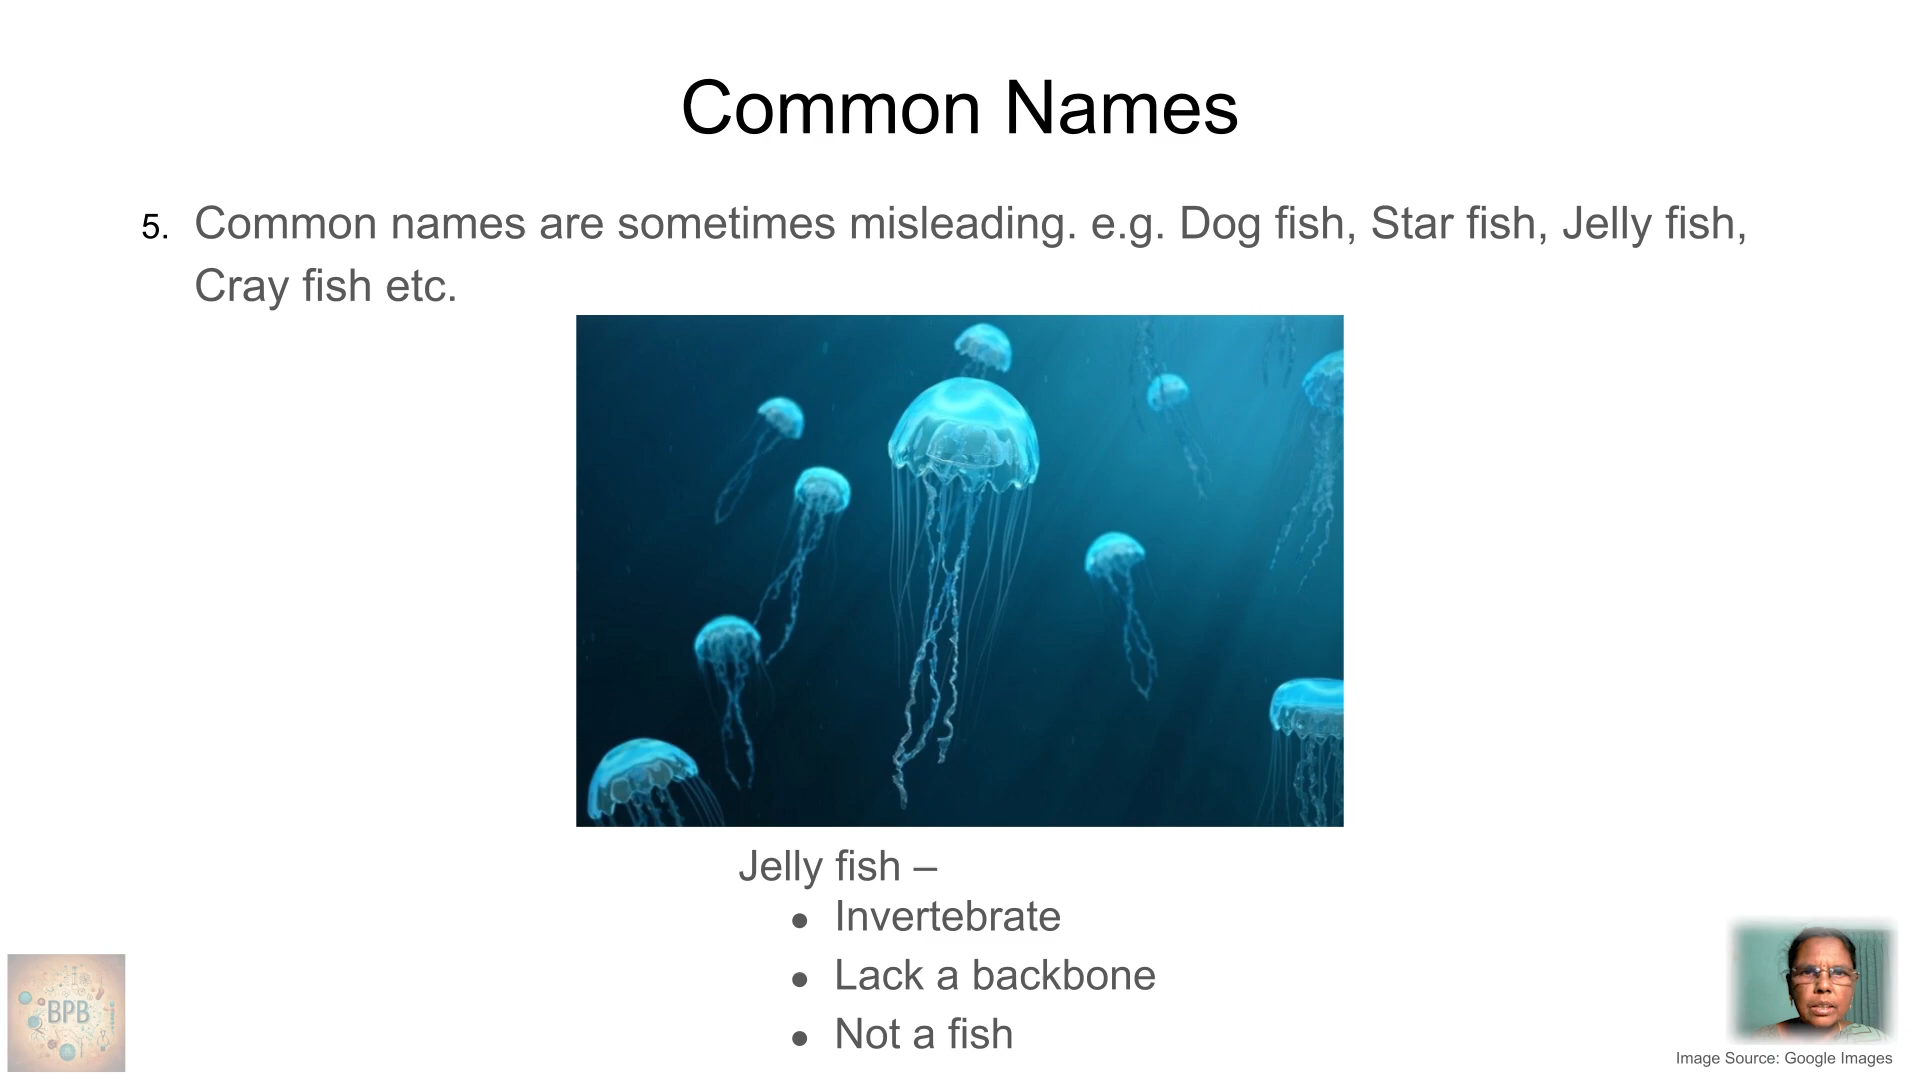 Common Names
5. Common names are sometimes misleading. e.g. Dog fish, Star fish, Jelly fish,
Cray fish etc.
Jelly fish –
● Invertebrate
● Lack a backbone
● Not a fish
BPB
Image Source: Google Images